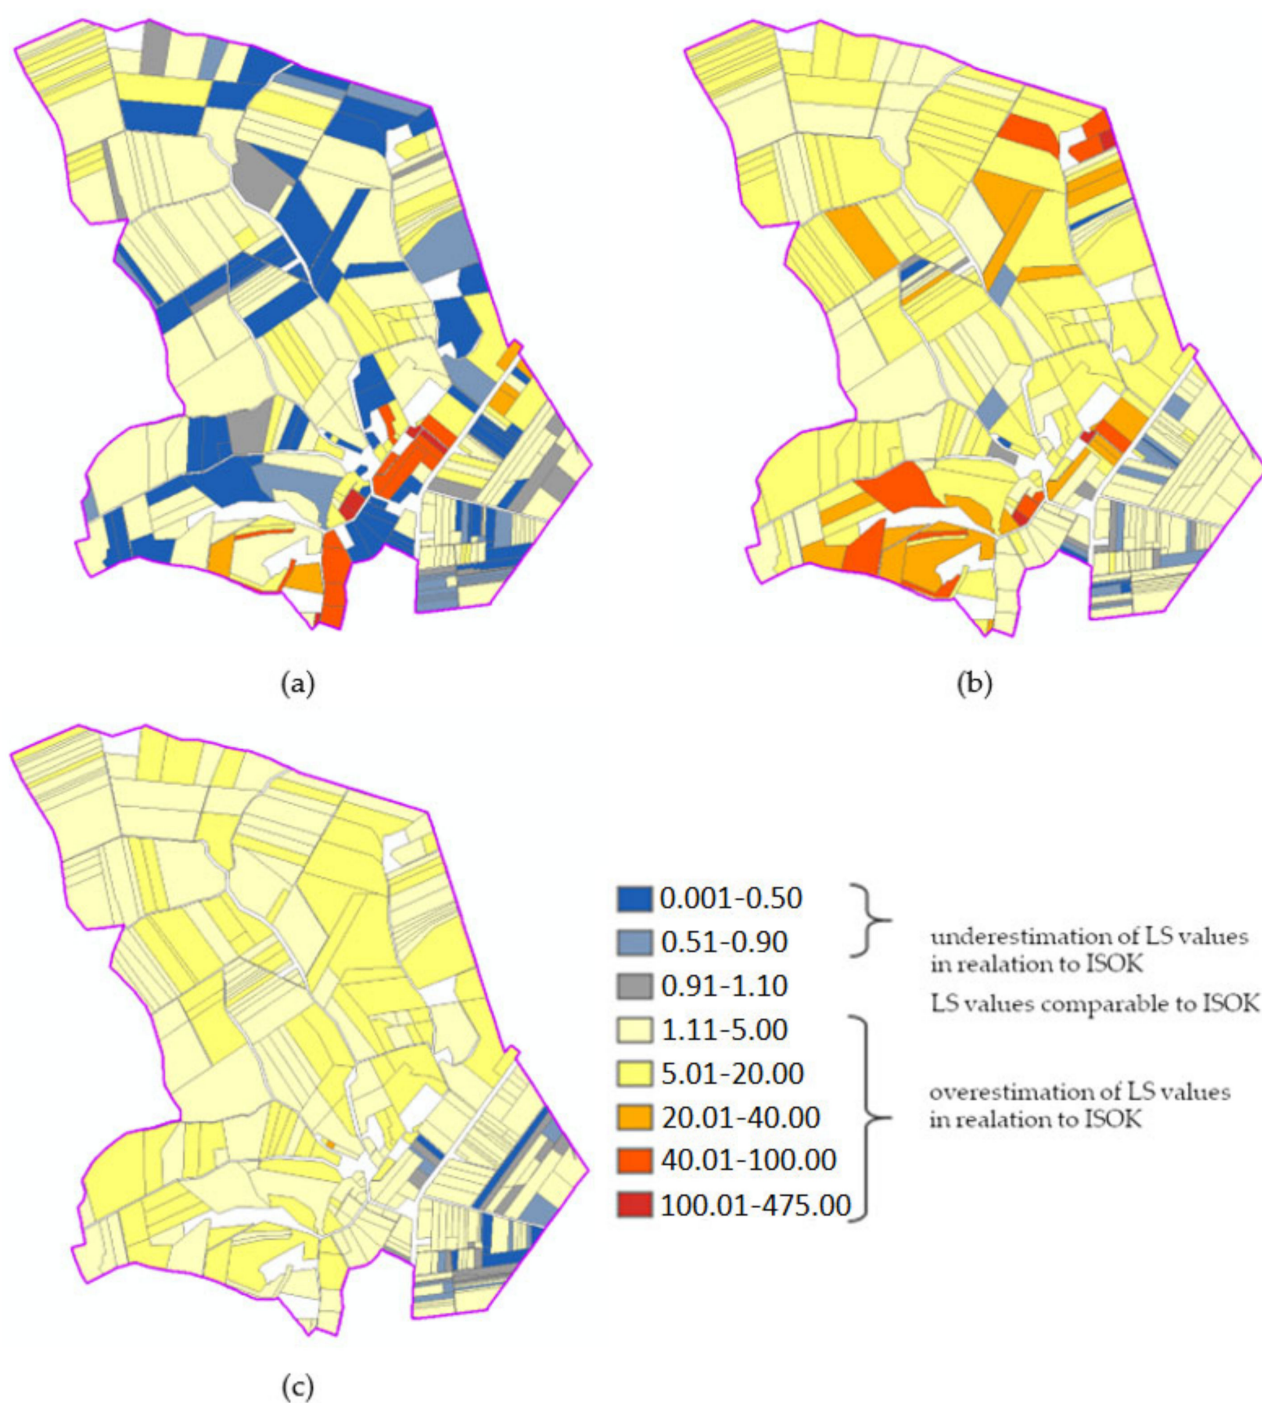 (a)
(b)
(c)
0.001-0.50
0.51-0.90
0.91-1.10
1.11-5.00
5.01-20.00
20.01-40.00
40.01-100.00
100.01-475.00
underestimation of LS values
in realation to ISOK
LS values comparable to ISOK
overestimation of LS values
in realation to ISOK